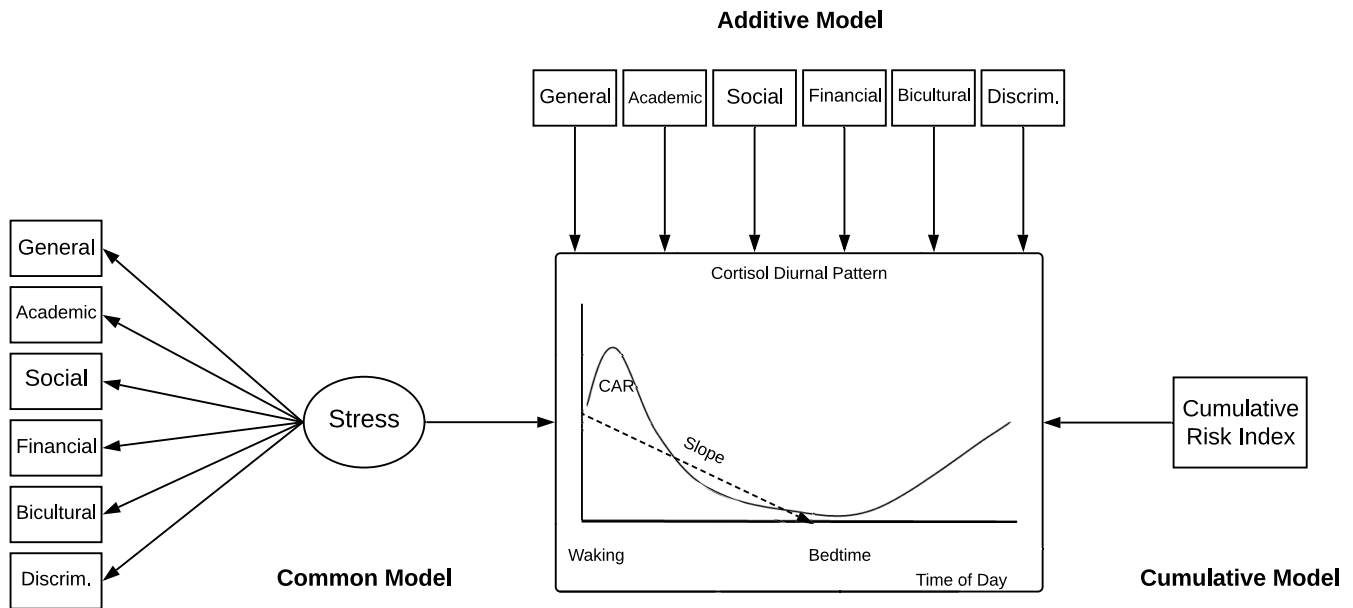 Additive Model
General
Academic
Social
Financial
Bicultural
Discrim.
General
Academic
Social
Financial
Bicultural
Discrim.
Stress
Common Model
Cortisol Diurnal Pattern
CAR
Slope
Waking
Bedtime
Time of Day
Cumulative
Risk Index
Cumulative Model